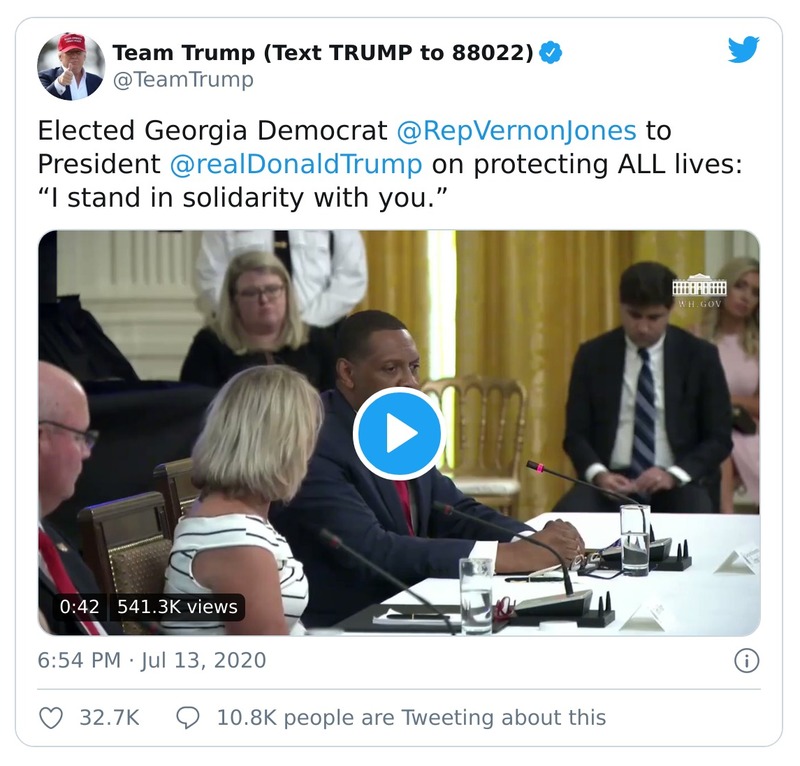 Team Trump (Text TRUMP to 88022)
@TeamTrump
Elected Georgia Democrat @RepVernonJones to
President @realDonaldTrump on protecting ALL lives:
“I stand in solidarity with you.”
WH.GOV
0:42 541.3K views
6:54 PM · Jul 13, 2020
32.7K 10.8K people are Tweeting about this